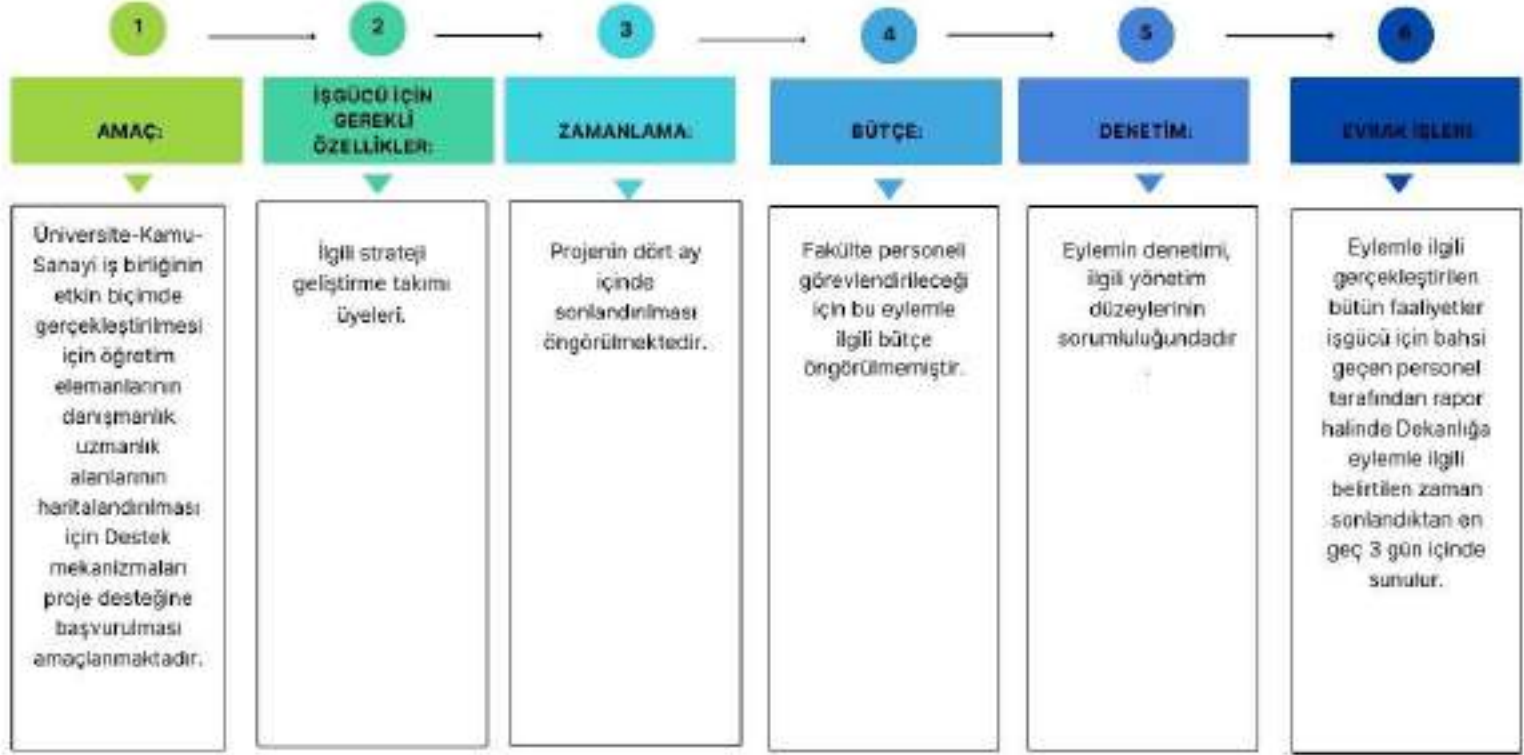 1
2
3
4
5
6
AMAÇ:
İŞGÜCÜ İÇİN
GEREKLİ
ÖZELLİKLER:
ZAMANLAMA:
BÜTÇE:
DENETİM:
EVRAK İŞLERİ:
Üniversite-Kamu-
Sanayi iş birliğinin
etkin biçimde
gerçekleştirilmesi
için öğretim
elemanlarının
danışmanlık
uzmanlık
alanlarının
haritalandırılması
için Destek
mekanizmaları
proje desteğine
başvurulması
amaçlanmaktadır.
İlgili strateji
geliştirme takımı
üyeleri.
Projenin dört ay
içinde
sonlandırılması
öngörülmektedir.
Fakülte personeli
görevlendirileceği
için bu eylemle
ilgili bütçe
öngörülmemiştir.
Eylemin denetimi,
ilgili yönetim
düzeylerinin
sorumluluğundadır
.
Eylemle ilgili
gerçekleştirilen
bütün faaliyetler
işgücü için bahsi
geçen personel
tarafından rapor
halinde Dekanlığa
eylemle ilgili
belirtilen zaman
sonlandıktan en
geç 3 gün içinde
sunulur.